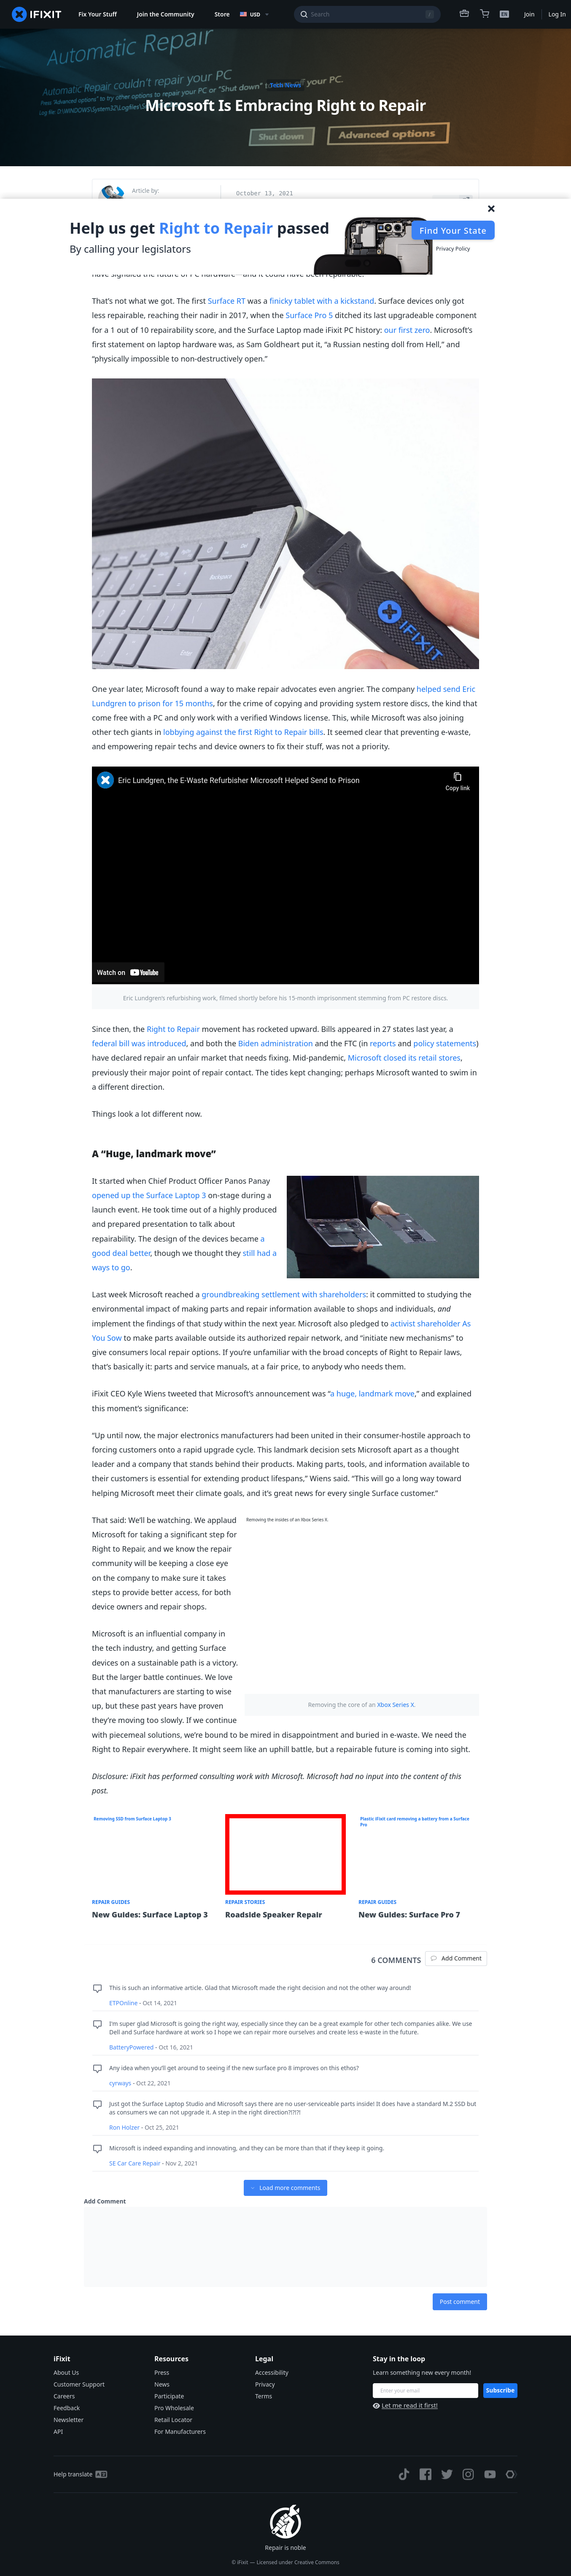 IFIXIT
Fix Your Stuff
Join the Community
Store
USD
Search
/
Join
Log In
Tech News
Microsoft Is Embracing Right to Repair
Shut down
Advanced options
Article by:
October 13, 2021
Help us get Right to Repair passed
By calling your legislators
Find Your State
Privacy Policy
have signaled the future of PC hardware—and it could have been repairable.
That’s not what we got. The first Surface RT was a finicky tablet with a kickstand. Surface devices only got
less repairable, reaching their nadir in 2017, when the Surface Pro 5 ditched its last upgradeable component
for a 1 out of 10 repairability score, and the Surface Laptop made iFixit PC history: our first zero. Microsoft’s
first statement on laptop hardware was, as Sam Goldheart put it, “a Russian nesting doll from Hell,” and
“physically impossible to non-destructively open.”
IFIXIT
One year later, Microsoft found a way to make repair advocates even angrier. The company helped send Eric
Lundgren to prison for 15 months, for the crime of copying and providing system restore discs, the kind that
come free with a PC and only work with a verified Windows license. This, while Microsoft was also joining
other tech giants in lobbying against the first Right to Repair bills. It seemed clear that preventing e-waste,
and empowering repair techs and device owners to fix their stuff, was not a priority.
Eric Lundgren, the E-Waste Refurbisher Microsoft Helped Send to Prison
Copy link
Watch on YouTube
Eric Lundgren’s refurbishing work, filmed shortly before his 15-month imprisonment stemming from PC restore discs.
Since then, the Right to Repair movement has rocketed upward. Bills appeared in 27 states last year, a
federal bill was introduced, and both the Biden administration and the FTC (in reports and policy statements)
have declared repair an unfair market that needs fixing. Mid-pandemic, Microsoft closed its retail stores,
previously their major point of repair contact. The tides kept changing; perhaps Microsoft wanted to swim in
a different direction.
Things look a lot different now.
A “Huge, landmark move”
It started when Chief Product Officer Panos Panay
opened up the Surface Laptop 3 on-stage during a
launch event. He took time out of a highly produced
and prepared presentation to talk about
repairability. The design of the devices became a
good deal better, though we thought they still had a
ways to go.
Last week Microsoft reached a groundbreaking settlement with shareholders: it committed to studying the
environmental impact of making parts and repair information available to shops and individuals, and
implement the findings of that study within the next year. Microsoft also pledged to activist shareholder As
You Sow to make parts available outside its authorized repair network, and “initiate new mechanisms” to
give consumers local repair options. If you’re unfamiliar with the broad concepts of Right to Repair laws,
that’s basically it: parts and service manuals, at a fair price, to anybody who needs them.
iFixit CEO Kyle Wiens tweeted that Microsoft’s announcement was “a huge, landmark move,” and explained
this moment’s significance:
“Up until now, the major electronics manufacturers had been united in their consumer-hostile approach to
forcing customers onto a rapid upgrade cycle. This landmark decision sets Microsoft apart as a thought
leader and a company that stands behind their products. Making parts, tools, and information available to
their customers is essential for extending product lifespans,” Wiens said. “This will go a long way toward
helping Microsoft meet their climate goals, and it’s great news for every single Surface customer.”
That said: We’ll be watching. We applaud
Microsoft for taking a significant step for
Right to Repair, and we know the repair
community will be keeping a close eye
on the company to make sure it takes
steps to provide better access, for both
device owners and repair shops.
Removing the insides of an Xbox Series X.
Removing the core of an Xbox Series X.
Microsoft is an influential company in
the tech industry, and getting Surface
devices on a sustainable path is a victory.
But the larger battle continues. We love
that manufacturers are starting to wise
up, but these past years have proven
they’re moving too slowly. If we continue
with piecemeal solutions, we’re bound to be mired in disappointment and buried in e-waste. We need the
Right to Repair everywhere. It might seem like an uphill battle, but a repairable future is coming into sight.
Disclosure: iFixit has performed consulting work with Microsoft. Microsoft had no input into the content of this
post.
Removing SSD from Surface Laptop 3
REPAIR GUIDES
New Guides: Surface Laptop 3
REPAIR STORIES
Roadside Speaker Repair
Plastic iFixit card removing a battery from a Surface
Pro
REPAIR GUIDES
New Guides: Surface Pro 7
6 COMMENTS
Add Comment
This is such an informative article. Glad that Microsoft made the right decision and not the other way around!
ETPOnline - Oct 14, 2021
I’m super glad Microsoft is going the right way, especially since they can be a great example for other tech companies alike. We use
Dell and Surface hardware at work so I hope we can repair more ourselves and create less e-waste in the future.
BatteryPowered - Oct 16, 2021
Any idea when you’ll get around to seeing if the new surface pro 8 improves on this ethos?
cyrways - Oct 22, 2021
Just got the Surface Laptop Studio and Microsoft says there are no user-serviceable parts inside! It does have a standard M.2 SSD but
as consumers we can not upgrade it. A step in the right direction?!?!?!
Ron Holzer - Oct 25, 2021
Microsoft is indeed expanding and innovating, and they can be more than that if they keep it going.
SE Car Care Repair - Nov 2, 2021
Load more comments
Add Comment
Post comment
iFixit
About Us
Customer Support
Careers
Feedback
Newsletter
API
Resources
Press
News
Participate
Pro Wholesale
Retail Locator
For Manufacturers
Legal
Accessibility
Privacy
Terms
Stay in the loop
Learn something new every month!
Enter your email
Subscribe
Let me read it first!
Help translate
Repair is noble
© iFixit — Licensed under Creative Commons